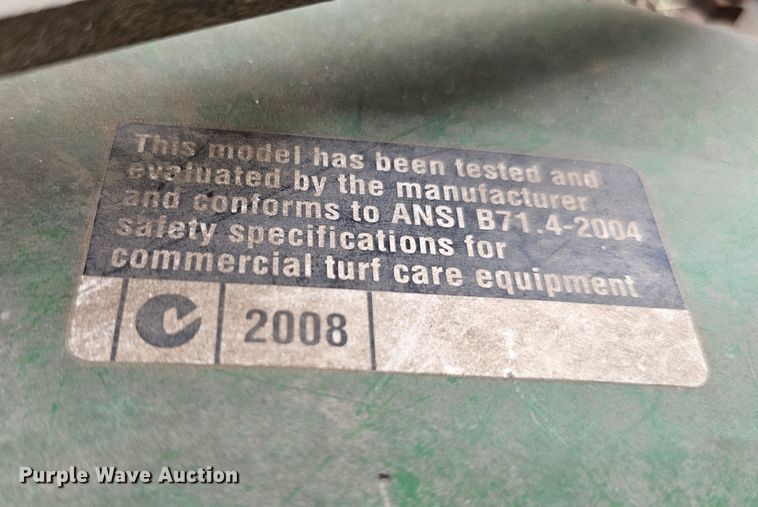 This model has been tested and
evaluated by the manufacturer
and conforms to ANSI B71.4-2004
safety specifications for
commercial turf care equipment
2008
Purple Wave Auction